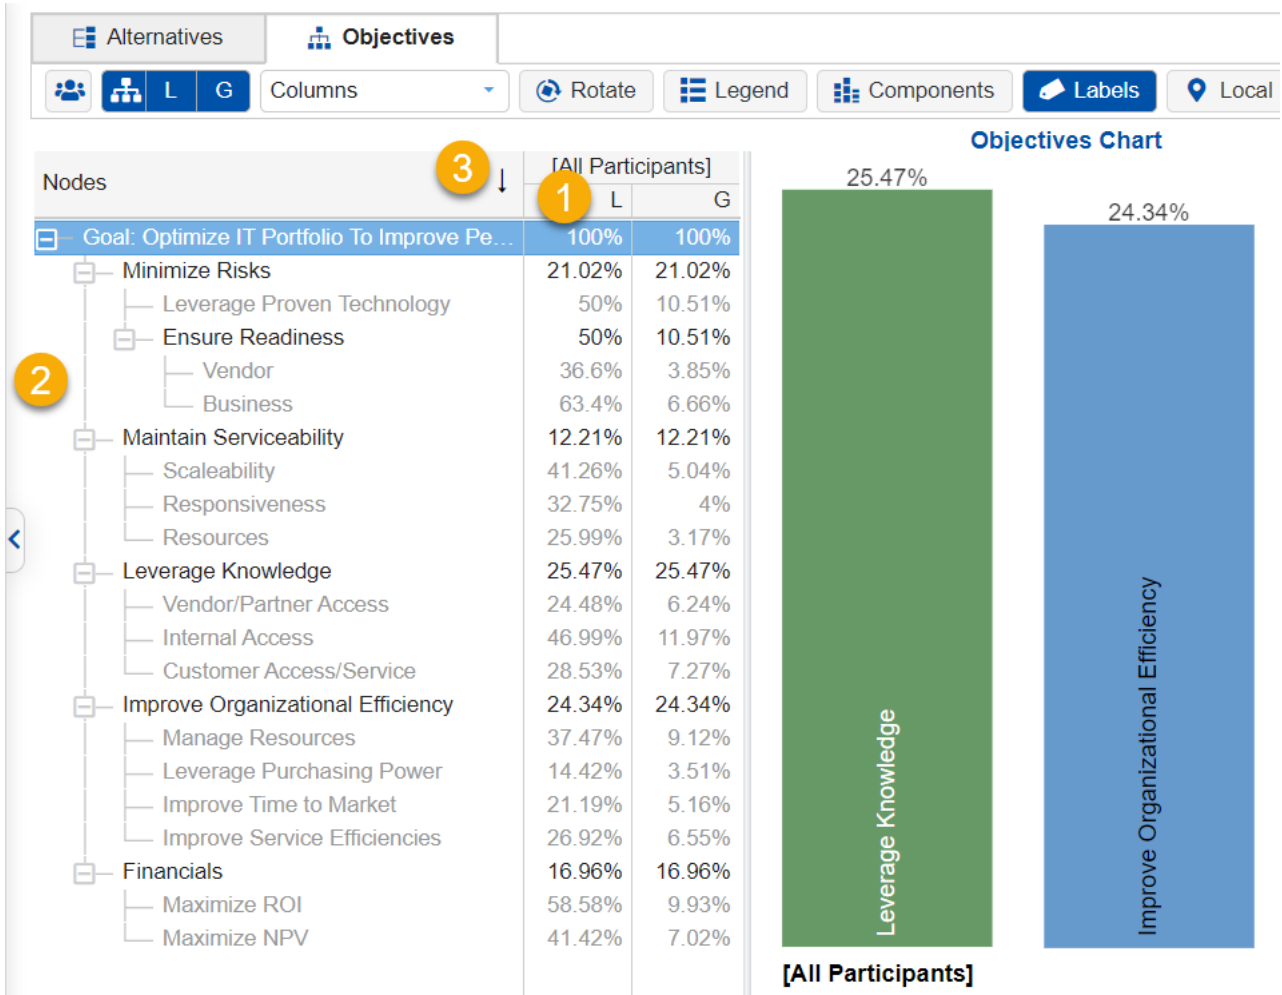 Alternatives Objectives
L G Columns Rotate Legend Components Labels Local
Objectives Chart
Nodes 3 [All Participants]
1 L G
Goal: Optimize IT Portfolio To Improve Pe... 100% 100%
Minimize Risks 21.02% 21.02%
Leverage Proven Technology 50% 10.51%
Ensure Readiness 50% 10.51%
Vendor 36.6% 3.85%
2
Business 63.4% 6.66%
Maintain Serviceability 12.21% 12.21%
Scaleability 41.26% 5.04%
Responsiveness 32.75% 4%
Resources 25.99% 3.17%
Leverage Knowledge 25.47% 25.47%
Vendor/Partner Access 24.48% 6.24%
Internal Access 46.99% 11.97%
Customer Access/Service 28.53% 7.27%
Improve Organizational Efficiency 24.34% 24.34%
Manage Resources 37.47% 9.12%
Leverage Purchasing Power 14.42% 3.51%
Improve Time to Market 21.19% 5.16%
Improve Service Efficiencies 26.92% 6.55%
Financials 16.96% 16.96%
Maximize ROI 58.58% 9.93%
Maximize NPV 41.42% 7.02%
25.47%
24.34%
Leverage Knowledge
Improve Organizational Efficiency
[All Participants]